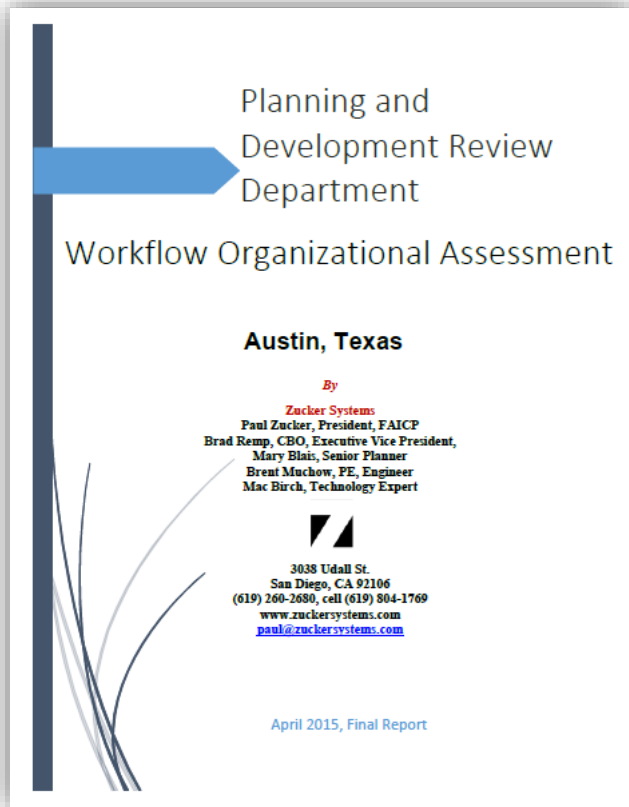 Planning and
Development Review
Department
Workflow Organizational Assessment
Austin, Texas
By
Zucker Systems
Paul Zucker, President, FAICP
Brad Remp, CBO, Executive Vice President,
Mary Blais, Senior Planner
Brent Muchow, PE, Engineer
Mac Birch, Technology Expert
3038 Udall St.
San Diego, CA 92106
(619) 260-2680, cell (619) 804-1769
www.zuckersystems.com
paul@zuckersystems.com
April 2015, Final Report